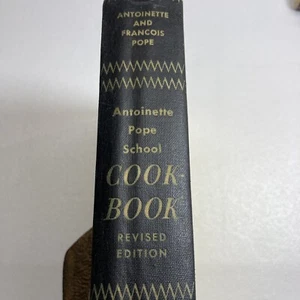 ANTOINETTE
AND
FRANCOIS
POPE
Antoinette
Pope
School
COOK
BOOK
REVISED
EDITION